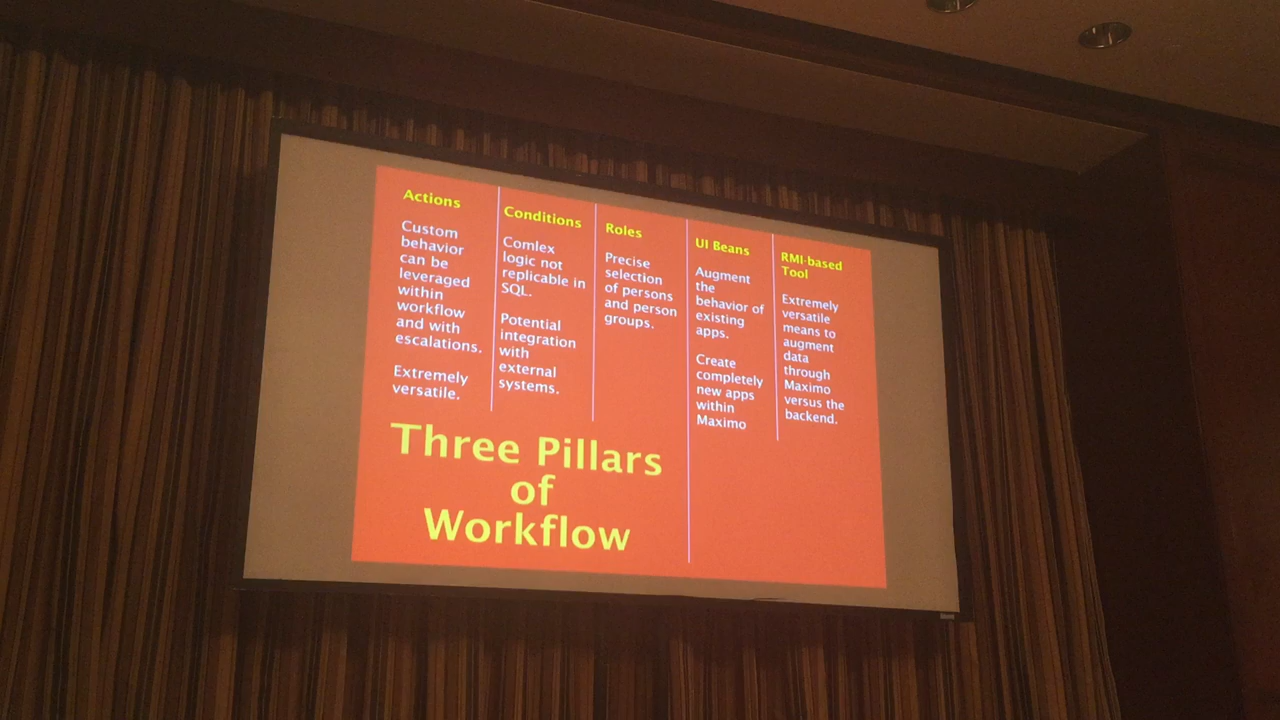 Actions
Custom
behavior
can be
leveraged
within
workflow
and with
escalations.
Extremely
versatile.
Conditions
Comlex
logic not
replicable in
SQL.
Potential
integration
with
external
systems.
Roles
Precise
selection
of persons
and person
groups.
UI Beans
Augment
the
behavior of
existing
apps.
Create
completely
new apps
within
Maximo
RMI-based
Tool
Extremely
versatile
means to
augment
data
through
Maximo
versus the
backend.
Three Pillars
of
Workflow